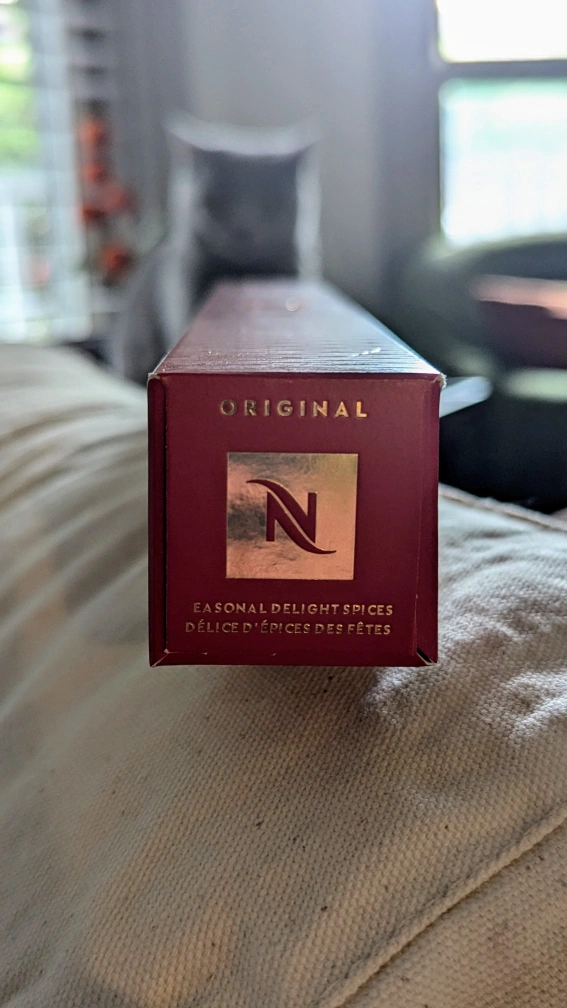 ORIGINAL
N
EASONAL DELIGHT SPICES
DÉLICE D'ÉPICES DES FÊTES